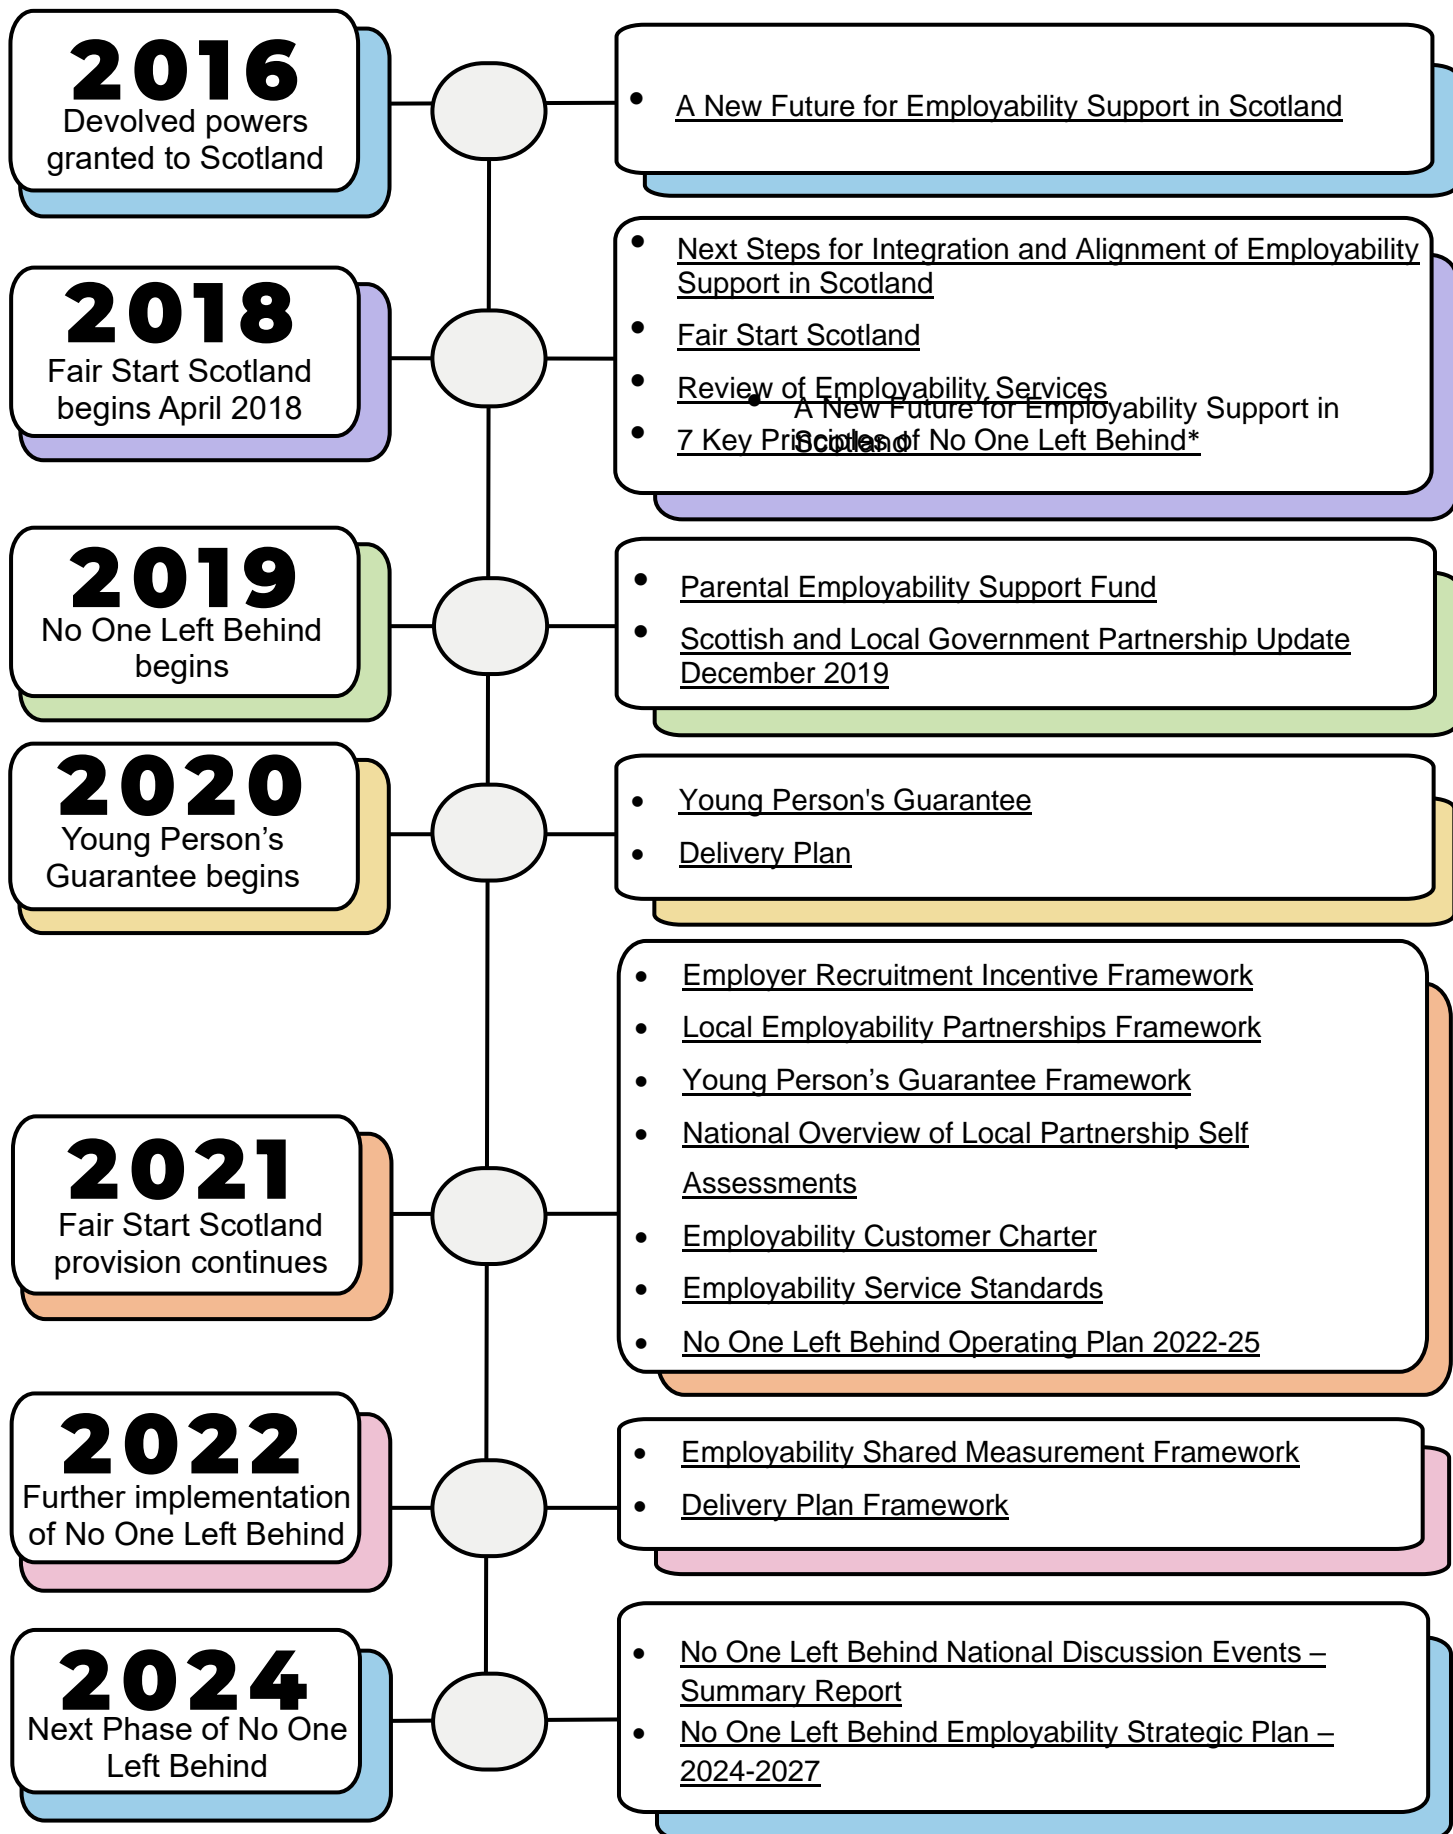 2016
Devolved powers
granted to Scotland
• A New Future for Employability Support in Scotland
2018
Fair Start Scotland
begins April 2018
• Next Steps for Integration and Alignment of Employability
Support in Scotland
• Fair Start Scotland
• Review of Employability Services
• A New Future for Employability Support in
Scotland
• 7 Key Principles of No One Left Behind*
2019
No One Left Behind
begins
• Parental Employability Support Fund
• Scottish and Local Government Partnership Update
December 2019
2020
Young Person’s
Guarantee begins
• Young Person's Guarantee
• Delivery Plan
2021
Fair Start Scotland
provision continues
• Employer Recruitment Incentive Framework
• Local Employability Partnerships Framework
• Young Person’s Guarantee Framework
• National Overview of Local Partnership Self
Assessments
• Employability Customer Charter
• Employability Service Standards
• No One Left Behind Operating Plan 2022-25
2022
Further implementation
of No One Left Behind
• Employability Shared Measurement Framework
• Delivery Plan Framework
2024
Next Phase of No One
Left Behind
• No One Left Behind National Discussion Events –
Summary Report
• No One Left Behind Employability Strategic Plan –
2024-2027